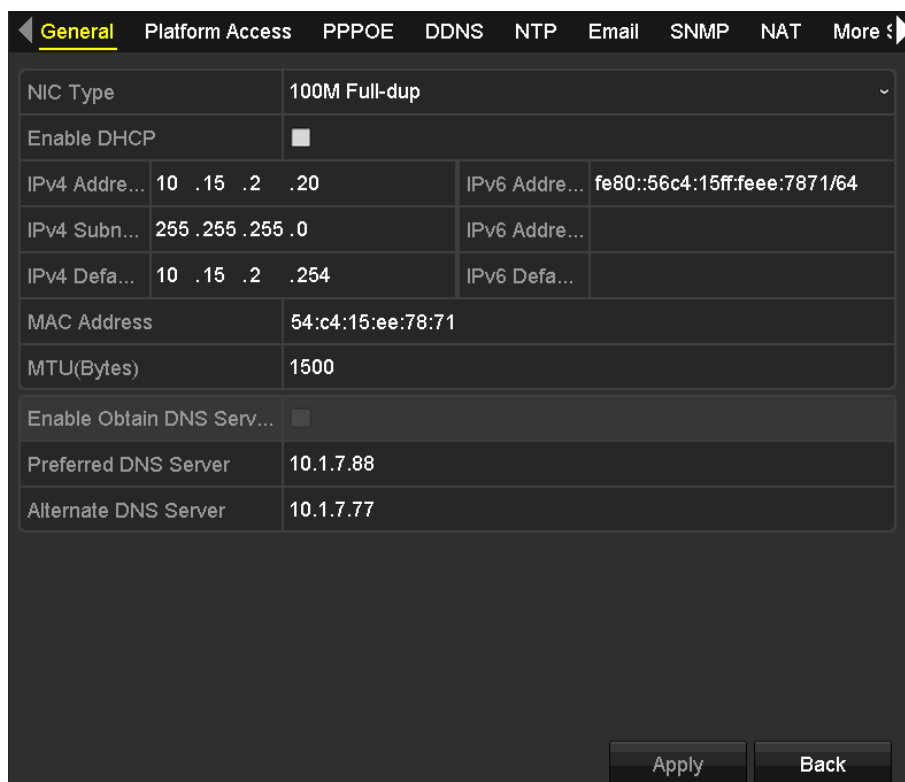 General Platform Access PPPOE DDNS NTP Email SNMP NAT More
NIC Type 100M Full-dup
Enable DHCP
IPv4 Addre... 10 .15 .2 .20 IPv6 Addre... fe80::56c4:15ff:feee:7871/64
IPv4 Subn... 255.255.255.0 IPv6 Addre...
IPv4 Defa... 10 .15 .2 .254 IPv6 Defa...
MAC Address 54:c4:15:ee:78:71
MTU(Bytes) 1500
Enable Obtain DNS Serv...
Preferred DNS Server 10.1.7.88
Alternate DNS Server 10.1.7.77
Apply Back